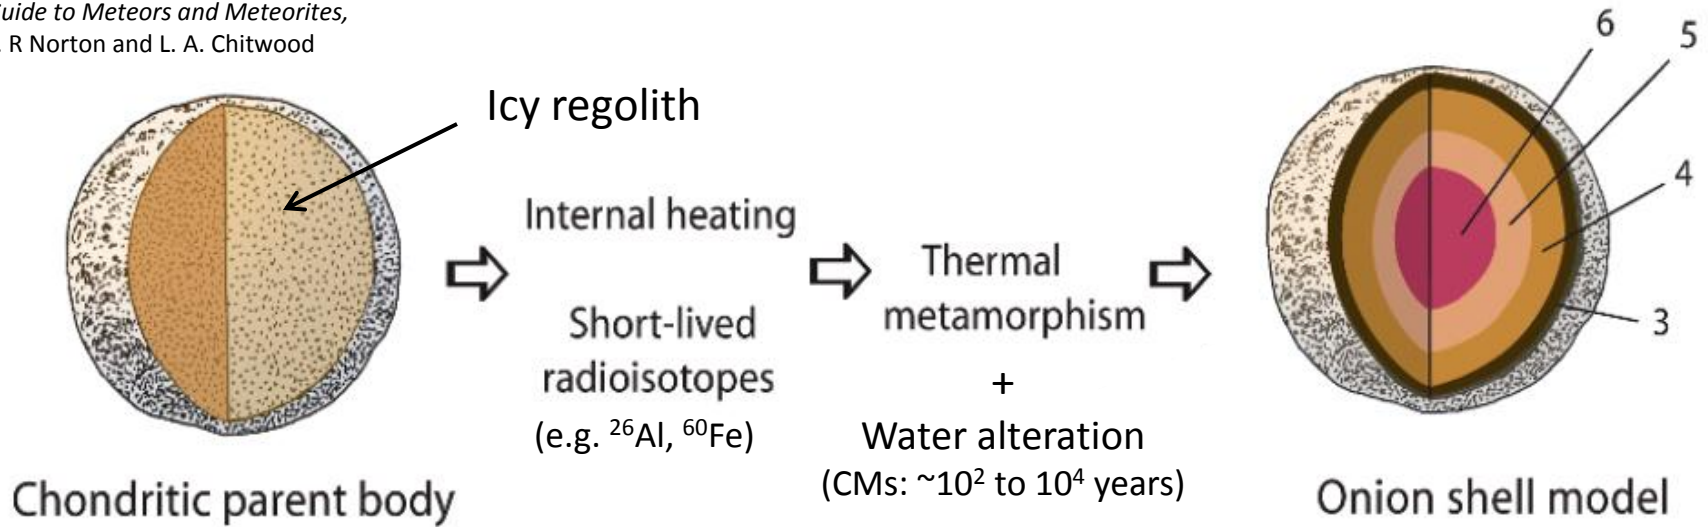 Guide to Meteors and Meteorites,
. R Norton and L. A. Chitwood
Icy regolith
Internal heating
Short-lived
radioisotopes
(e.g. ²⁶Al, ⁶⁰Fe)
Thermal
metamorphism
+
Water alteration
(CMs: ~10² to 10⁴ years)
6
5
4
3
Chondritic parent body
Onion shell model